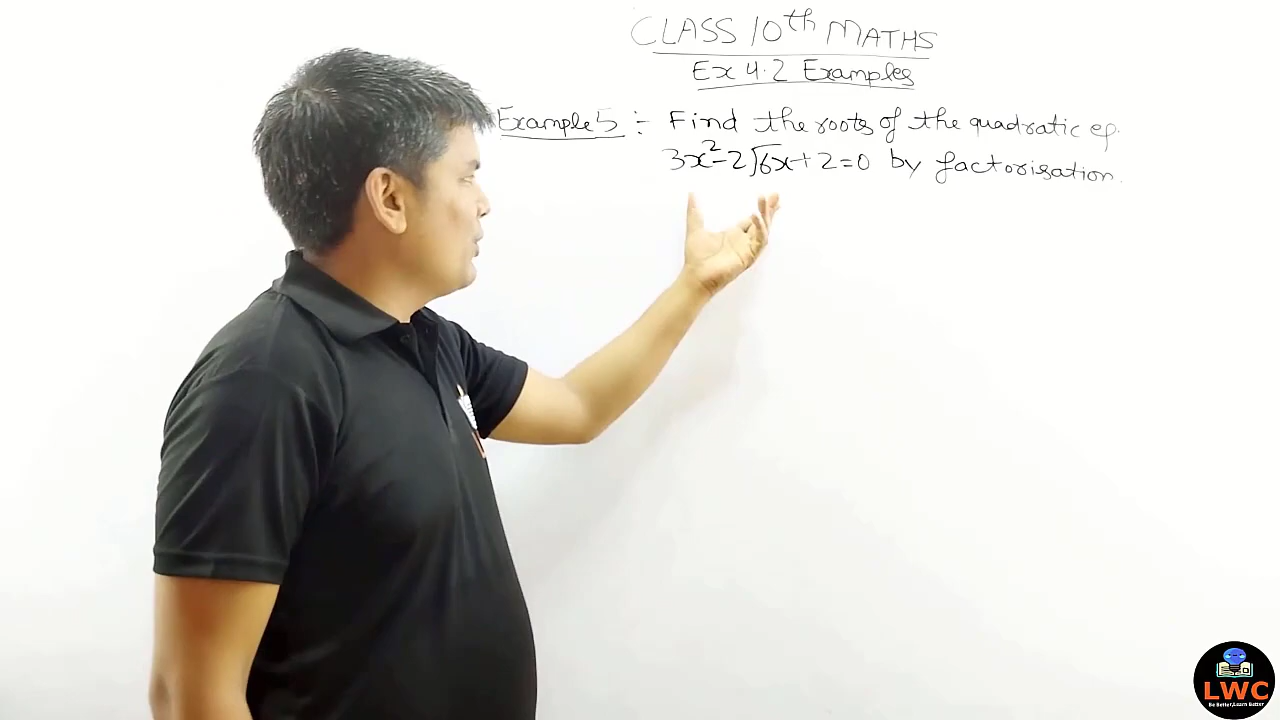 CLASS 10th MATHS
Ex 4.2 Examples
Example 5 :- Find the roots of the quadratic eq.
3x²-2√6x+2=0 by factorisation.
LWC
Be Better, Learn Better